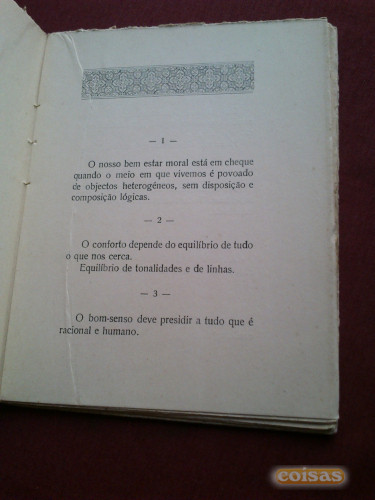 — 1 —
O nosso bem estar moral está em cheque
quando o meio em que vivemos é povoado
de objectos heterogêneos, sem disposição e
composição lógicas.
— 2 —
O conforto depende do equilíbrio de tudo
o que nos cerca.
Equilíbrio de tonalidades e de linhas.
— 3 —
O bom-senso deve presidir a tudo que é
racional e humano.
coisas